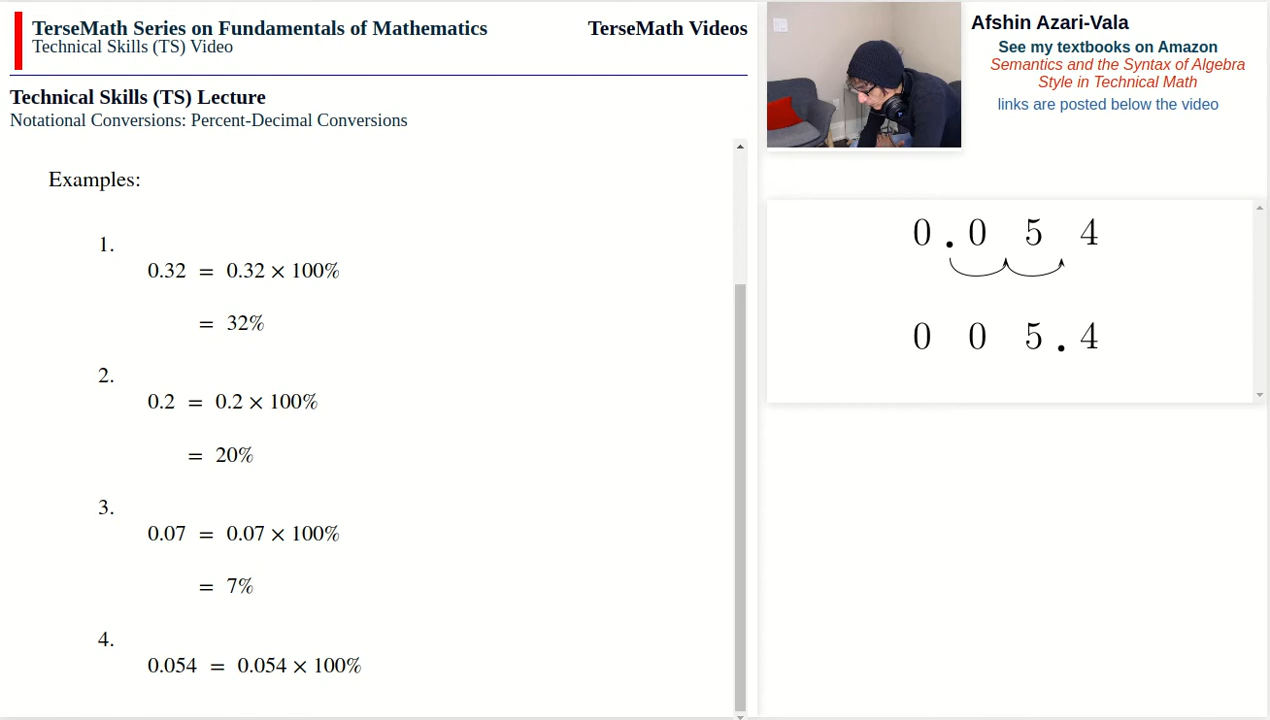 TerseMath Series on Fundamentals of Mathematics
Technical Skills (TS) Video
TerseMath Videos
Technical Skills (TS) Lecture
Notational Conversions: Percent-Decimal Conversions
Examples:
1.
0.32 = 0.32 × 100%
= 32%
2.
0.2 = 0.2 × 100%
= 20%
3.
0.07 = 0.07 × 100%
= 7%
4.
0.054 = 0.054 × 100%
Afshin Azari-Vala
See my textbooks on Amazon
Semantics and the Syntax of Algebra
Style in Technical Math
links are posted below the video
0 . 0 5 4
0 0 5 . 4